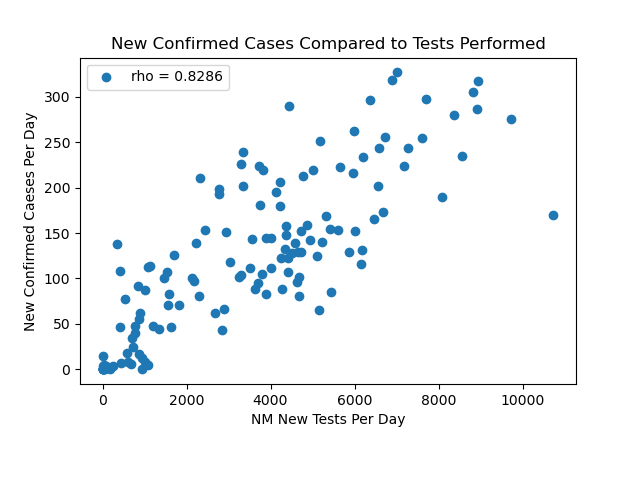 New Confirmed Cases Compared to Tests Performed
rho = 0.8286
300
250
200
150
100
50
0
New Confirmed Caeses Per Day
0 2000 4000 6000 8000 10000
NM New Tests Per Day